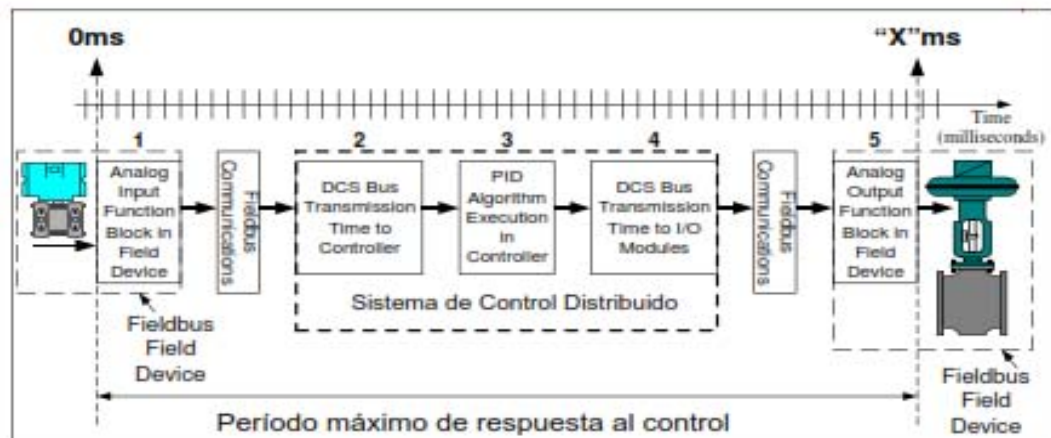 0ms
“X”ms
Time
(milliseconds)
1
2
3
4
5
Analog
Input
Function
Block in
Field
Device
Fieldbus
Communications
DCS Bus
Transmission
Time to
Controller
PID
Algorithm
Execution
in
Controller
DCS Bus
Transmission
Time to I/O
Modules
Fieldbus
Communications
Analog
Output
Function
Block in
Field
Device
Sistema de Control Distribuido
Fieldbus
Field
Device
Fieldbus
Field
Device
Período máximo de respuesta al control